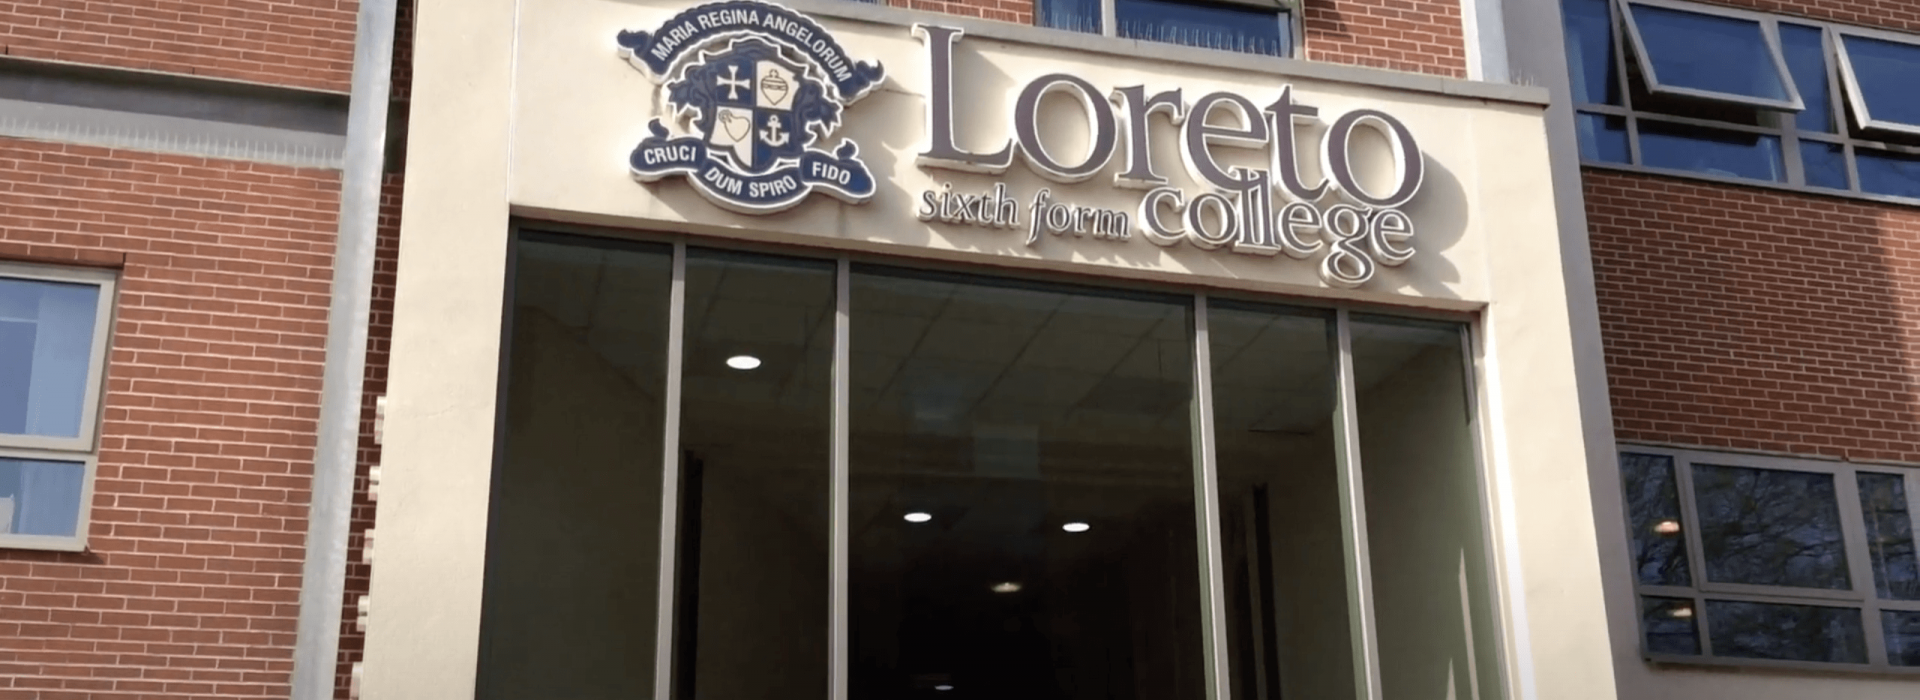 MARIA REGINA ANGELORUM
CRUCI DUM SPIRO FIDO
Loreto
sixth form college